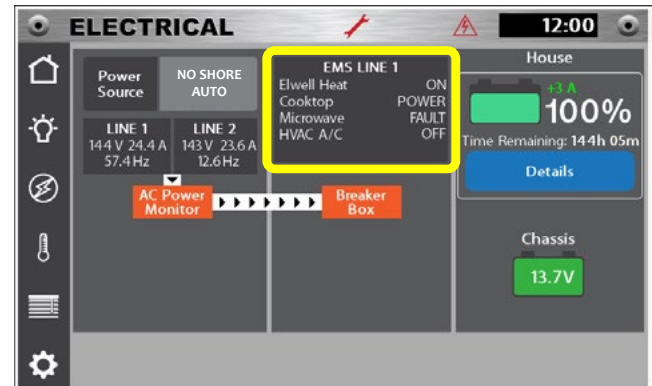 ELECTRICAL
12:00
Power Source
NO SHORE
AUTO
LINE 1
144 V 24.4 A
57.4 Hz
LINE 2
143 V 23.6 A
12.6 Hz
AC Power
Monitor
Breaker
Box
EMS LINE 1
Elwell Heat ON
Cooktop POWER
Microwave FAULT
HVAC A/C OFF
House
+3 A
100%
Time Remaining: 144h 05m
Details
Chassis
13.7V